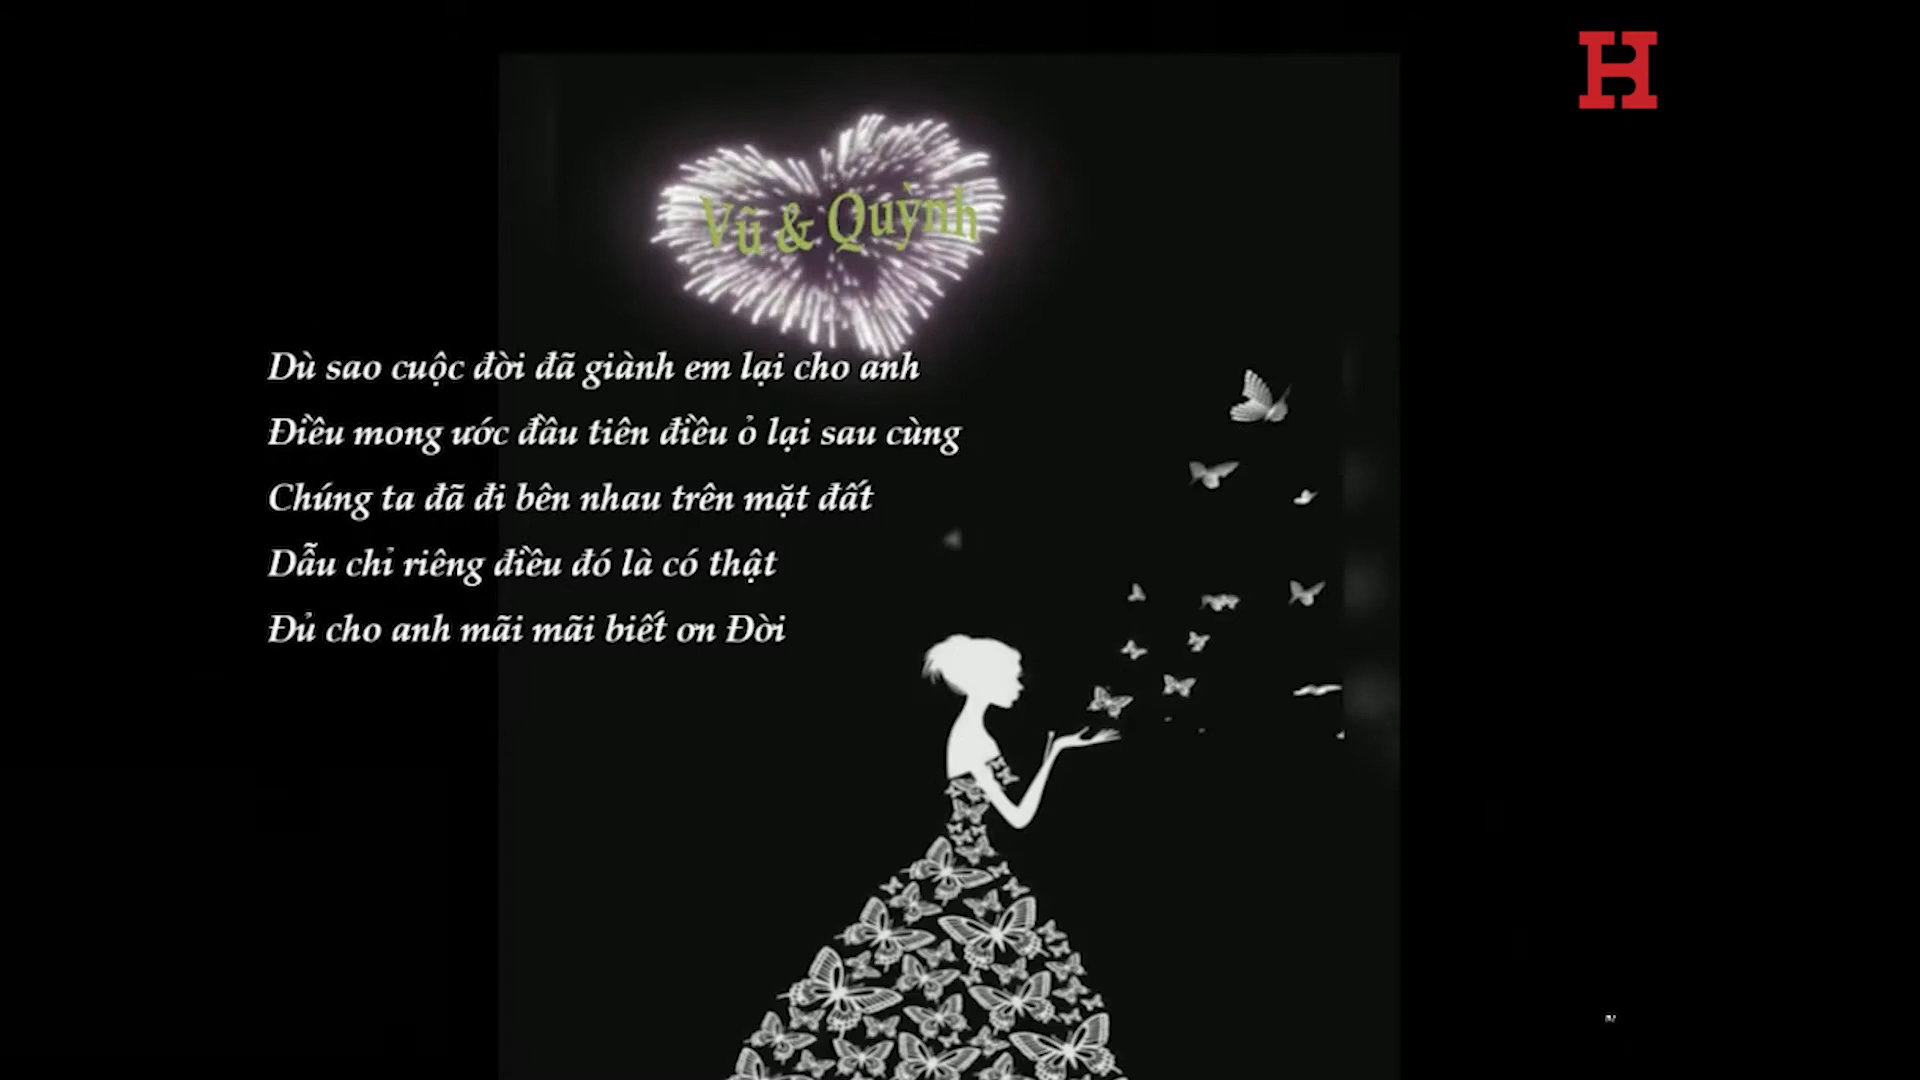 H
Vũ & Quỳnh
Dù sao cuộc đời đã giành em lại cho anh
Điều mong ước đầu tiên điều ỏ lại sau cùng
Chúng ta đã đi bên nhau trên mặt đất
Dẫu chỉ riêng điều đó là có thật
Đủ cho anh mãi mãi biết ơn Đời